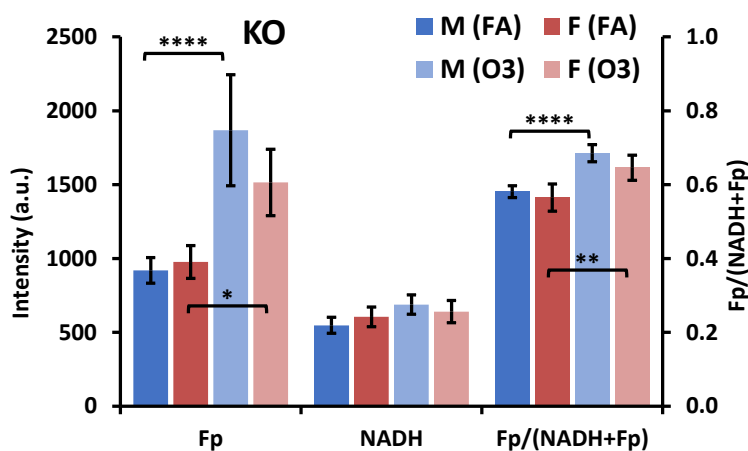 KO
M (FA) F (FA)
M (O3) F (O3)
Intensity (a.u.)
2500
2000
1500
1000
500
0
****
*
****
**
1.0
0.8
0.6
0.4
0.2
0.0
Fp/(NADH+Fp)
Fp NADH Fp/(NADH+Fp)